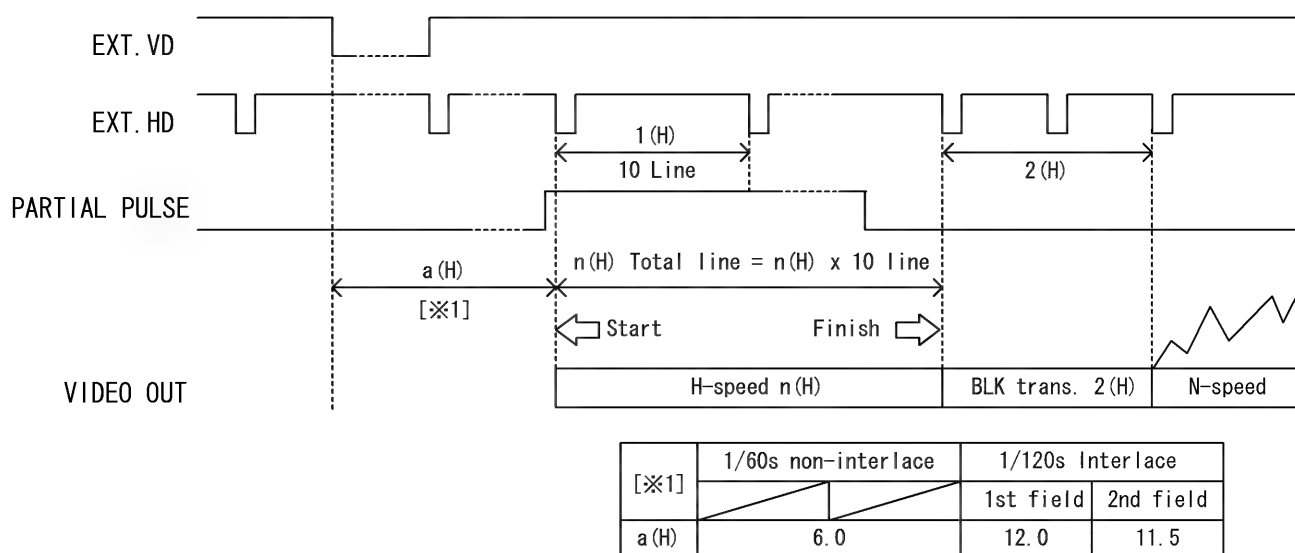 EXT.VD
EXT.HD
1(H)
10 Line
2(H)
PARTIAL PULSE
a(H)
n(H) Total line = n(H) x 10 line
[※1]
Start
Finish
VIDEO OUT
H-speed n(H)
BLK trans. 2(H)
N-speed
[※1]
1/60s non-interlace
1/120s Interlace
1st field
2nd field
a(H)
6.0
12.0
11.5